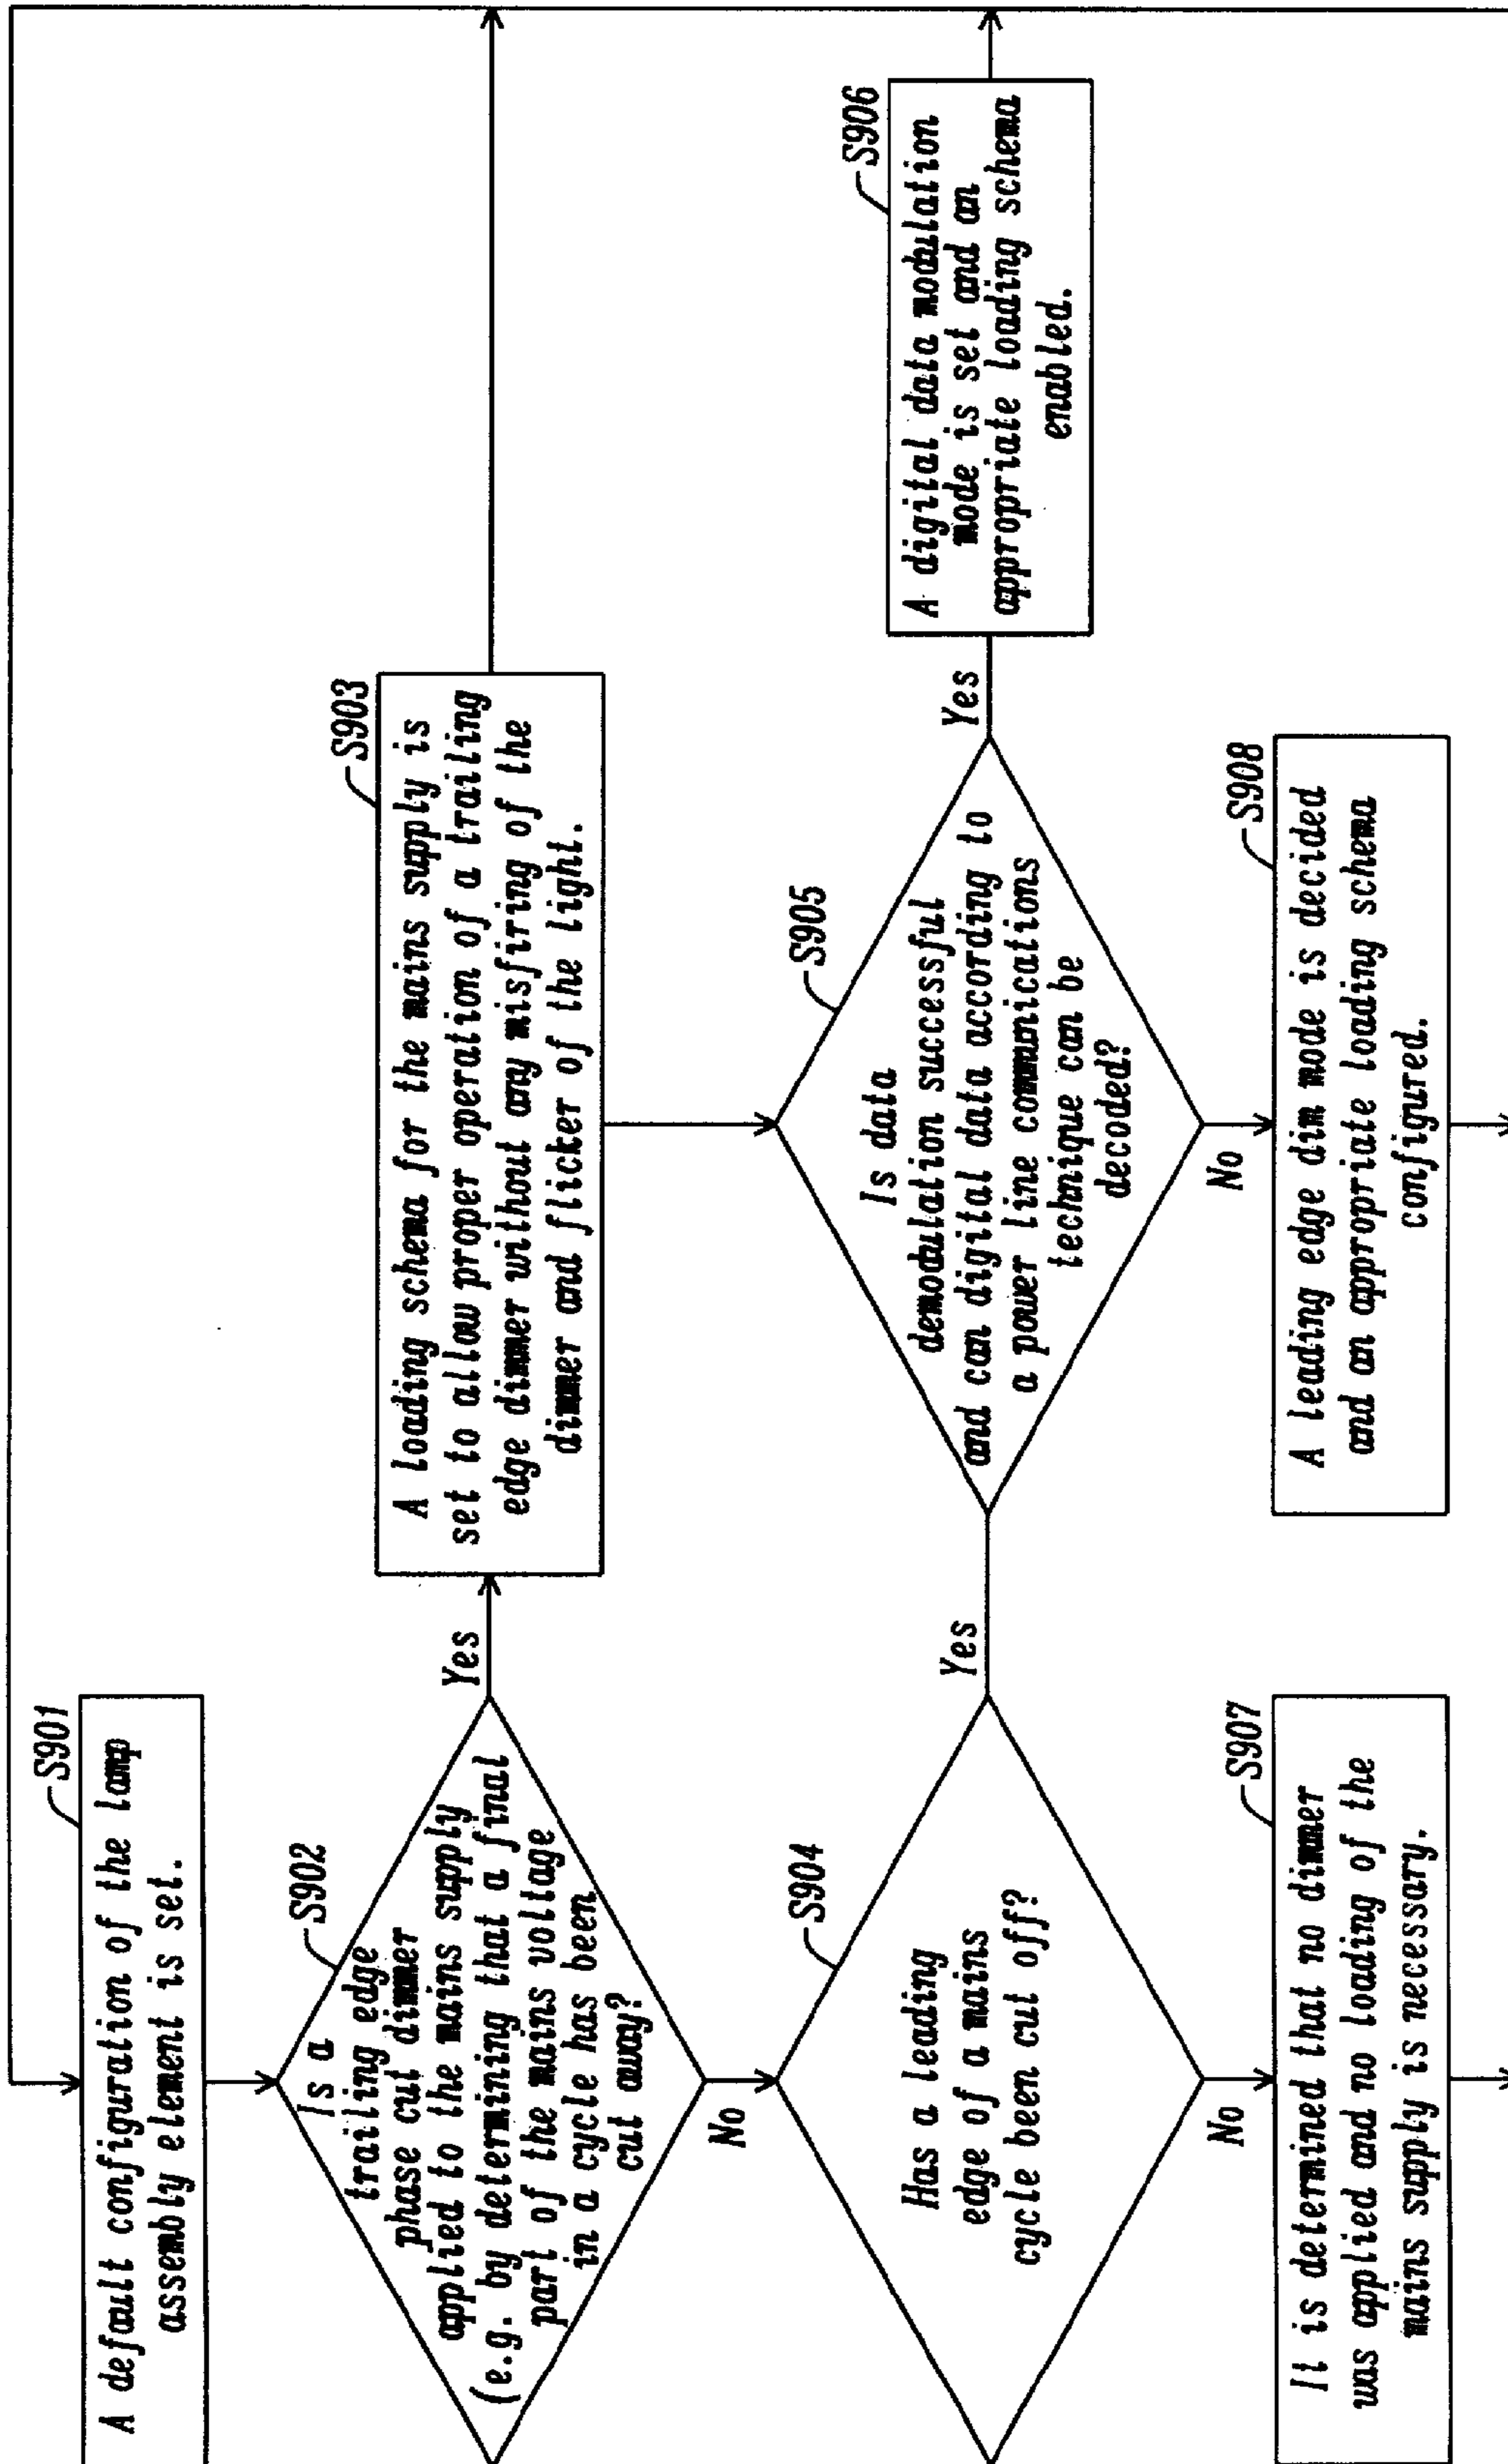 S901
A default configuration of the lamp
assembly element is set.
S902
Is a
trailing edge
phase cut dimmer
applied to the mains supply
(e.g. by determining that a final
part of the mains voltage
in a cycle has been
cut away?
Yes
No
S903
A loading schema for the mains supply is
set to allow proper operation of a trailing
edge dimmer without any misfiring of the
dimmer and flicker of the light.
S904
Has a leading
edge of a mains
cycle been cut off?
Yes
No
S905
Is data
demodulation successful
and can digital data according to
a power line communications
technique can be
decoded?
Yes
No
S906
A digital data modulation
mode is set and an
appropriate loading schema
enabled.
S907
It is determined that no dimmer
was applied and no loading of the
mains supply is necessary.
S908
A leading edge dim mode is decided
and an appropriate loading schema
configured.